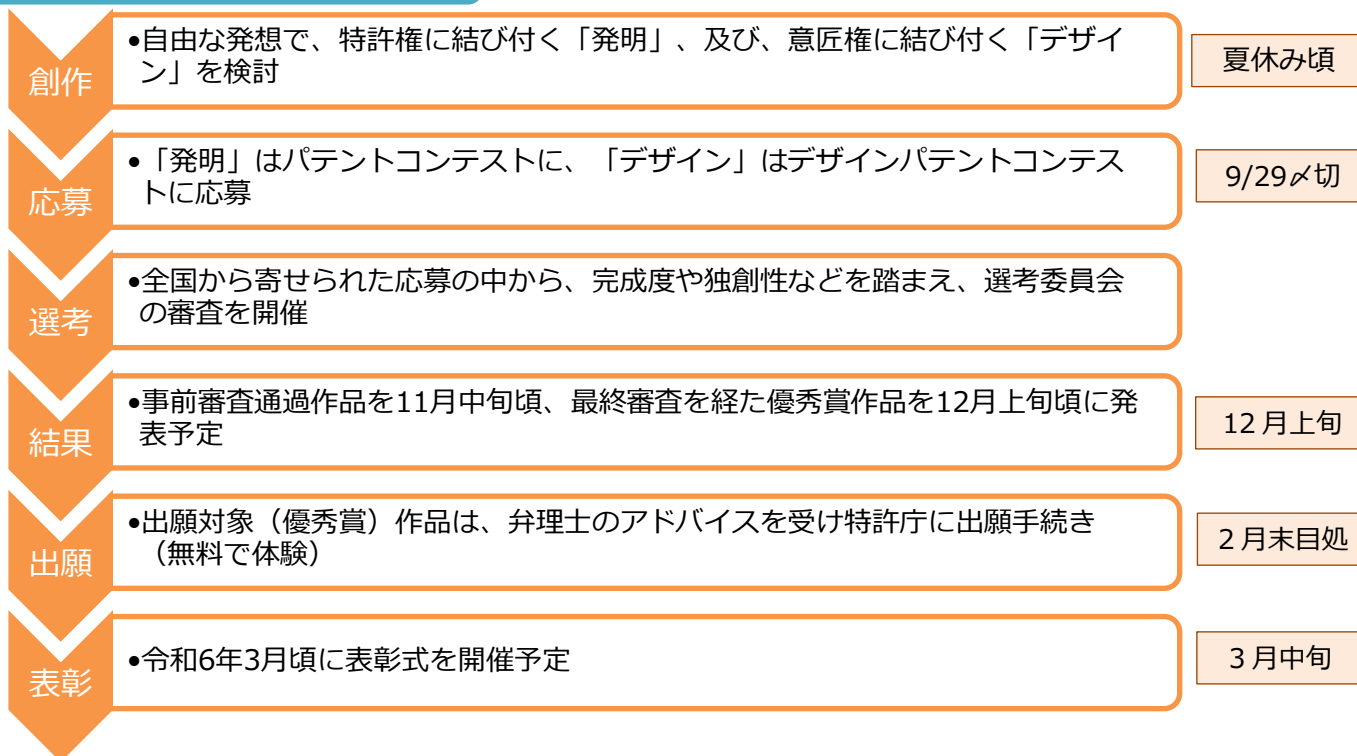 創作
•自由な発想で、特許権に結び付く「発明」、及び、意匠権に結び付く「デザイ
ン」を検討
夏休み頃
応募
•「発明」はパテントコンテストに、「デザイン」はデザインパテントコンテス
トに応募
9/29〆切
選考
•全国から寄せられた応募の中から、完成度や独創性などを踏まえ、選考委員会
の審査を開催
結果
•事前審査通過作品を11月中旬頃、最終審査を経た優秀賞作品を12月上旬頃に発
表予定
12月上旬
出願
•出願対象（優秀賞）作品は、弁理士のアドバイスを受け特許庁に出願手続き
（無料で体験）
２月末目処
表彰
•令和6年3月頃に表彰式を開催予定
３月中旬